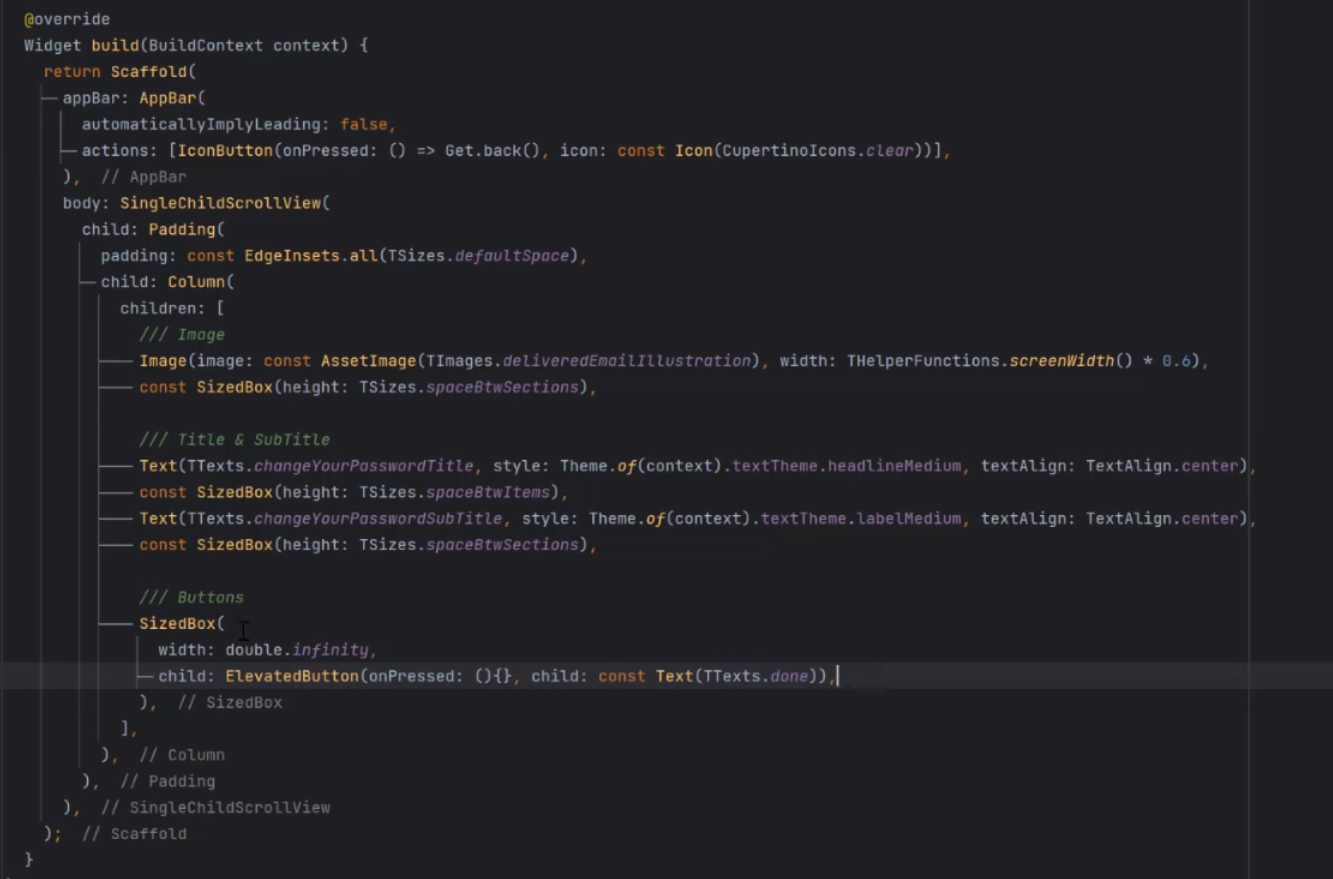 @override
Widget build(BuildContext context) {
  return Scaffold(
    appBar: AppBar(
      automaticallyImplyLeading: false,
      actions: [IconButton(onPressed: () => Get.back(), icon: const Icon(CupertinoIcons.clear))],
    ),  // AppBar
    body: SingleChildScrollView(
      child: Padding(
        padding: const EdgeInsets.all(TSizes.defaultSpace),
        child: Column(
          children: [
            /// Image
            Image(image: const AssetImage(TImages.deliveredEmailIllustration), width: THelperFunctions.screenWidth() * 0.6),
            const SizedBox(height: TSizes.spaceBtwSections),

            /// Title & SubTitle
            Text(TTexts.changeYourPasswordTitle, style: Theme.of(context).textTheme.headlineMedium, textAlign: TextAlign.center),
            const SizedBox(height: TSizes.spaceBtwItems),
            Text(TTexts.changeYourPasswordSubTitle, style: Theme.of(context).textTheme.labelMedium, textAlign: TextAlign.center),
            const SizedBox(height: TSizes.spaceBtwSections),

            /// Buttons
            SizedBox(
              width: double.infinity,
              child: ElevatedButton(onPressed: (){}, child: const Text(TTexts.done)),
            ),  // SizedBox
          ],
        ),  // Column
      ),  // Padding
    ),  // SingleChildScrollView
  );  // Scaffold
}